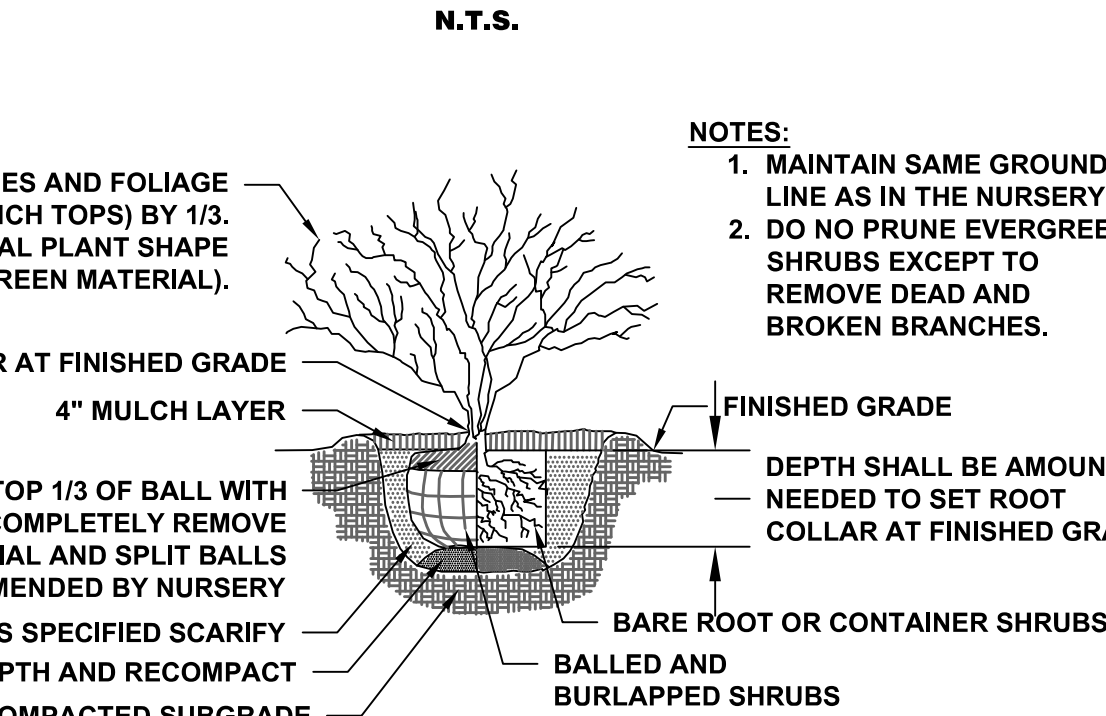 N.T.S.
ES AND FOLIAGE
NCH TOPS) BY 1/3.
AL PLANT SHAPE
REEN MATERIAL).
R AT FINISHED GRADE
4" MULCH LAYER
TOP 1/3 OF BALL WITH
COMPLETELY REMOVE
IAL AND SPLIT BALLS
MENDED BY NURSERY
S SPECIFIED SCARIFY
PTH AND RECOMPACT
OMPACTED SUBGRADE
NOTES:
1. MAINTAIN SAME GROUND
LINE AS IN THE NURSERY
2. DO NO PRUNE EVERGREE
SHRUBS EXCEPT TO
REMOVE DEAD AND
BROKEN BRANCHES.
FINISHED GRADE
DEPTH SHALL BE AMOUN
NEEDED TO SET ROOT
COLLAR AT FINISHED GRA
BARE ROOT OR CONTAINER SHRUBS
BALLED AND
BURLAPPED SHRUBS